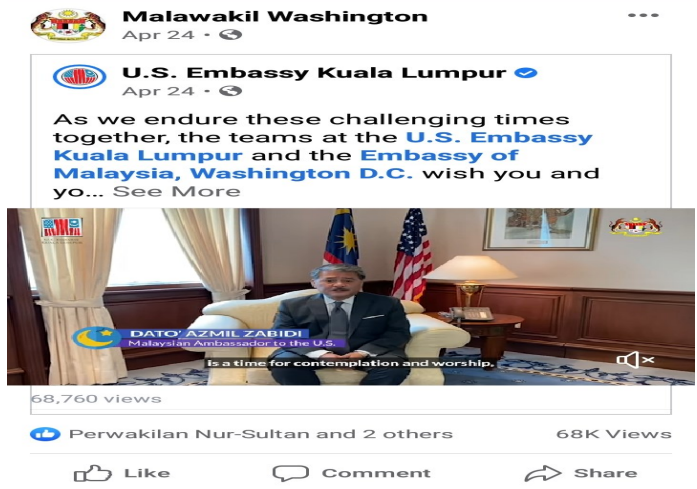 Malawakil Washington
Apr 24 •
U.S. Embassy Kuala Lumpur
Apr 24 •
As we endure these challenging times
together, the teams at the U.S. Embassy
Kuala Lumpur and the Embassy of
Malaysia, Washington D.C. wish you and
yo... See More
DATO' AZMIL ZABIDI
Malaysian Ambassador to the U.S.
is a time for contemplation and worship.
68,760 views
Perwakilan Nur-Sultan and 2 others
68K Views
Like
Comment
Share